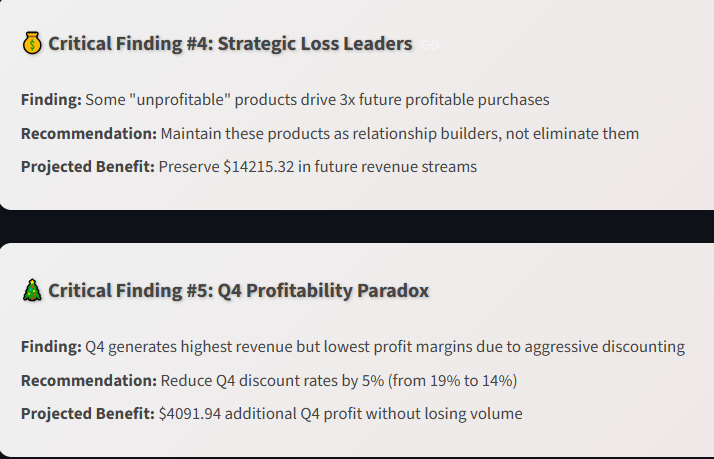 Critical Finding #4: Strategic Loss Leaders
Finding: Some "unprofitable" products drive 3x future profitable purchases
Recommendation: Maintain these products as relationship builders, not eliminate them
Projected Benefit: Preserve $14215.32 in future revenue streams
Critical Finding #5: Q4 Profitability Paradox
Finding: Q4 generates highest revenue but lowest profit margins due to aggressive discounting
Recommendation: Reduce Q4 discount rates by 5% (from 19% to 14%)
Projected Benefit: $4091.94 additional Q4 profit without losing volume